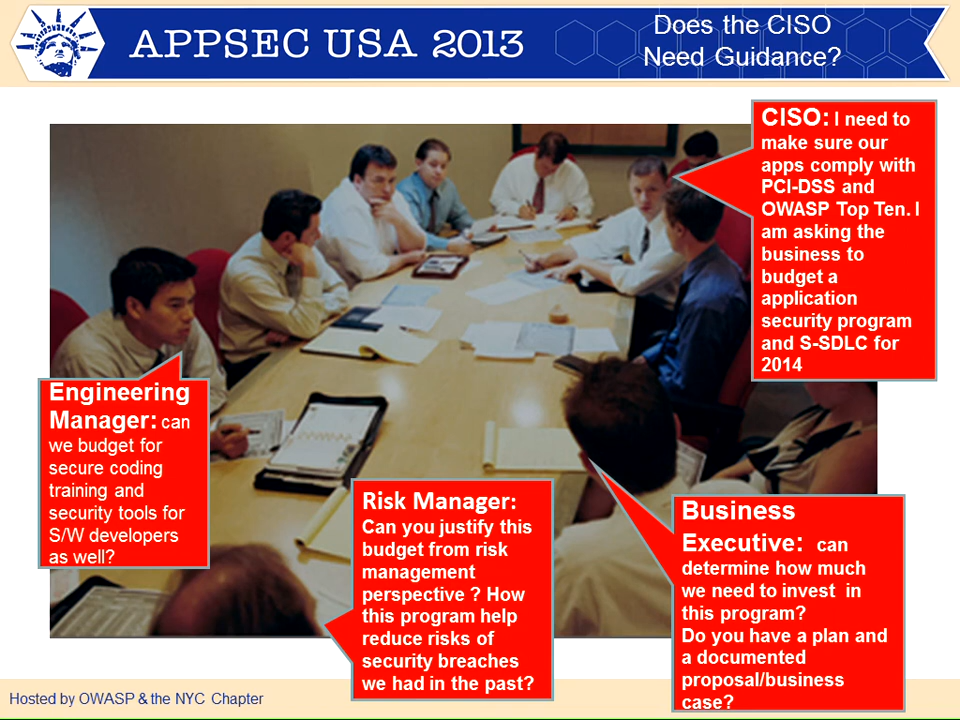 APPSEC USA 2013
Does the CISO
Need Guidance?
CISO: I need to
make sure our
apps comply with
PCI-DSS and
OWASP Top Ten. I
am asking the
business to
budget a
application
security program
and S-SDLC for
2014
Engineering
Manager: can
we budget for
secure coding
training and
security tools for
S/W developers
as well?
Risk Manager:
Can you justify this
budget from risk
management
perspective ? How
this program help
reduce risks of
security breaches
we had in the past?
Business
Executive: can
determine how much
we need to invest in
this program?
Do you have a plan and
a documented
proposal/business
case?
Hosted by OWASP & the NYC Chapter